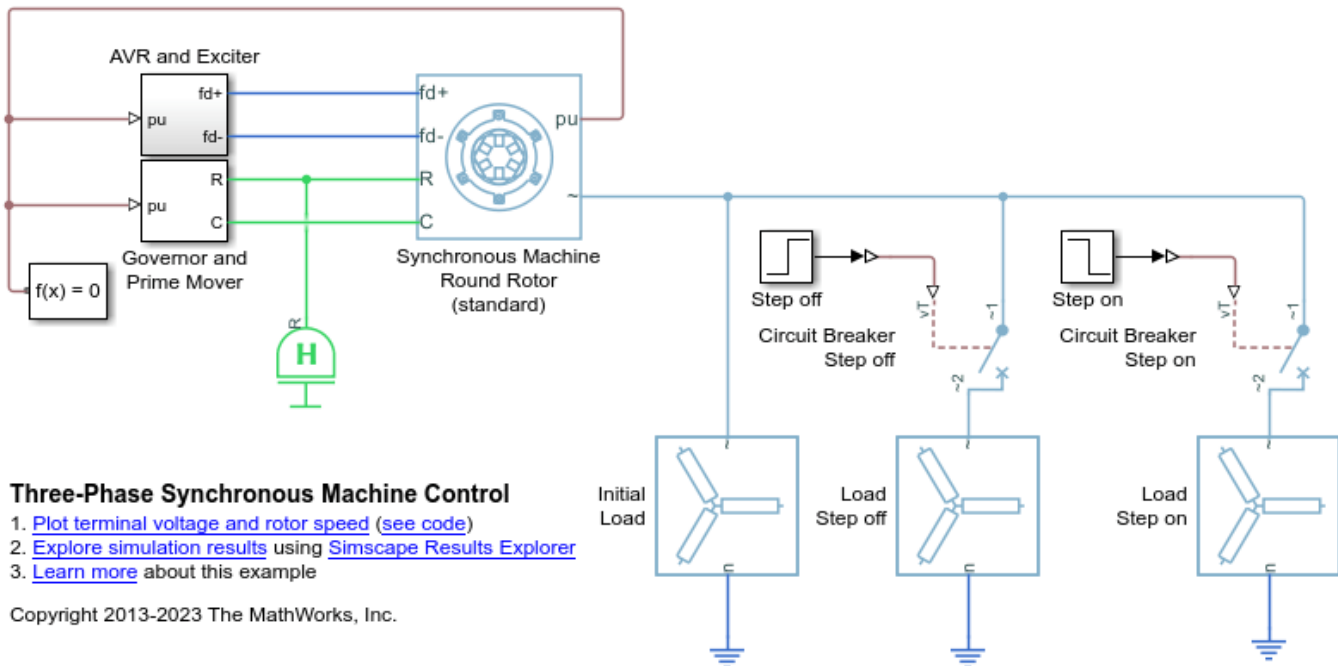 AVR and Exciter
fd+
pu
fd-
R
pu
C
Governor and
Prime Mover
f(x) = 0
fd+
fd-
R
C
pu
~
Synchronous Machine
Round Rotor
(standard)
R
H
Step off
vT
~1
Circuit Breaker
Step off
~2
Step on
vT
~1
Circuit Breaker
Step on
~2
~
Initial
Load
n
~
Load
Step off
n
~
Load
Step on
n
Three-Phase Synchronous Machine Control
1. Plot terminal voltage and rotor speed (see code)
2. Explore simulation results using Simscape Results Explorer
3. Learn more about this example
Copyright 2013-2023 The MathWorks, Inc.